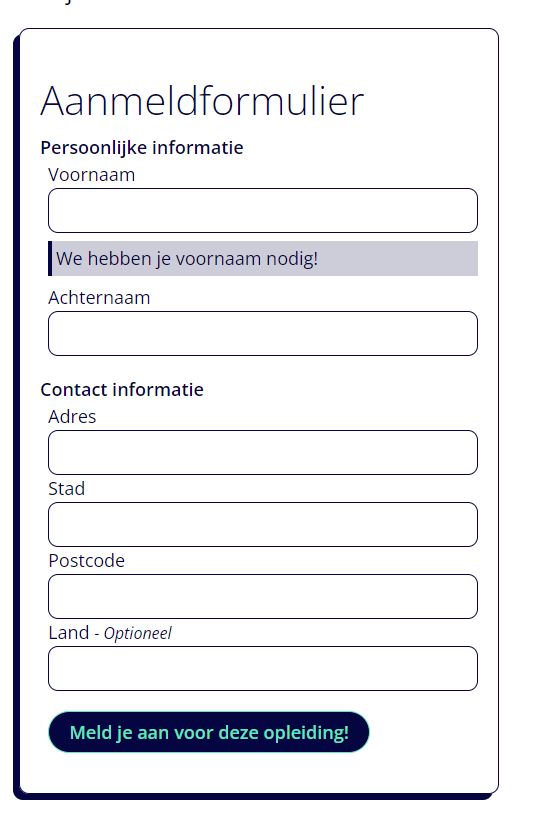 Aanmeldformulier
Persoonlijke informatie
Voornaam
We hebben je voornaam nodig!
Achternaam
Contact informatie
Adres
Stad
Postcode
Land - Optioneel
Meld je aan voor deze opleiding!